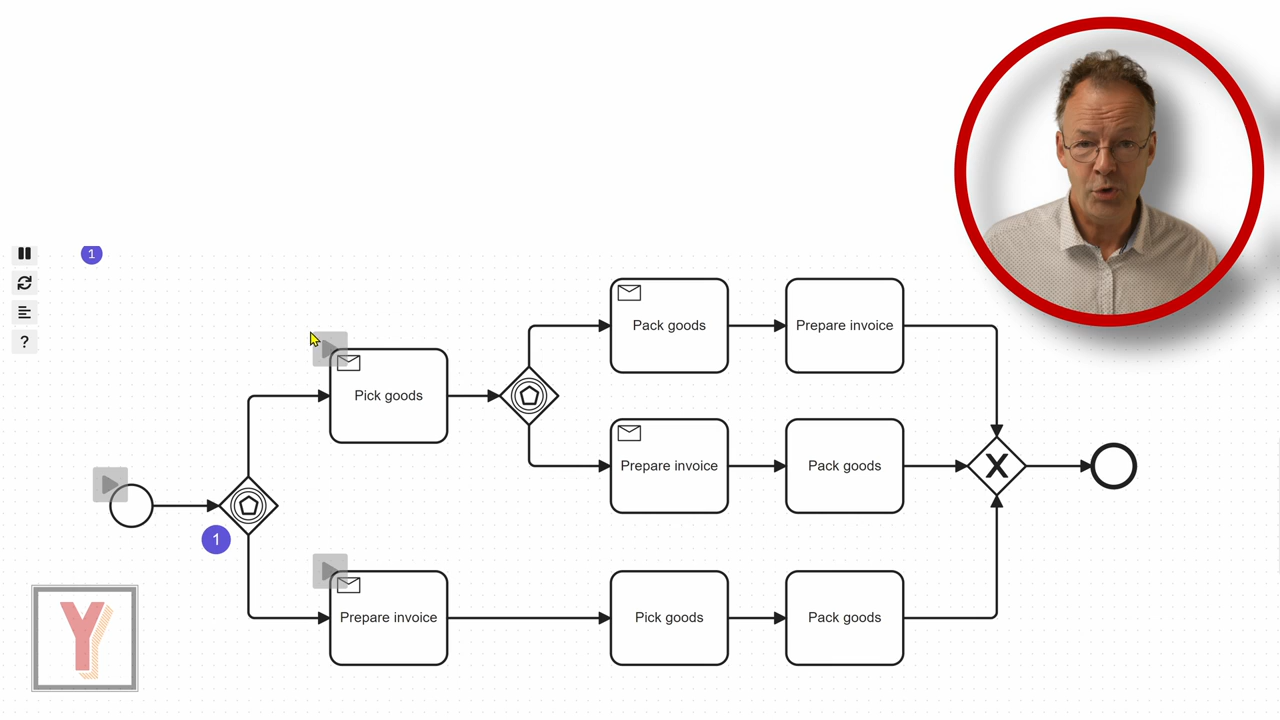 1
?
Pick goods
Pack goods
Prepare invoice
Prepare invoice
Pack goods
X
1
Prepare invoice
Pick goods
Pack goods
Y